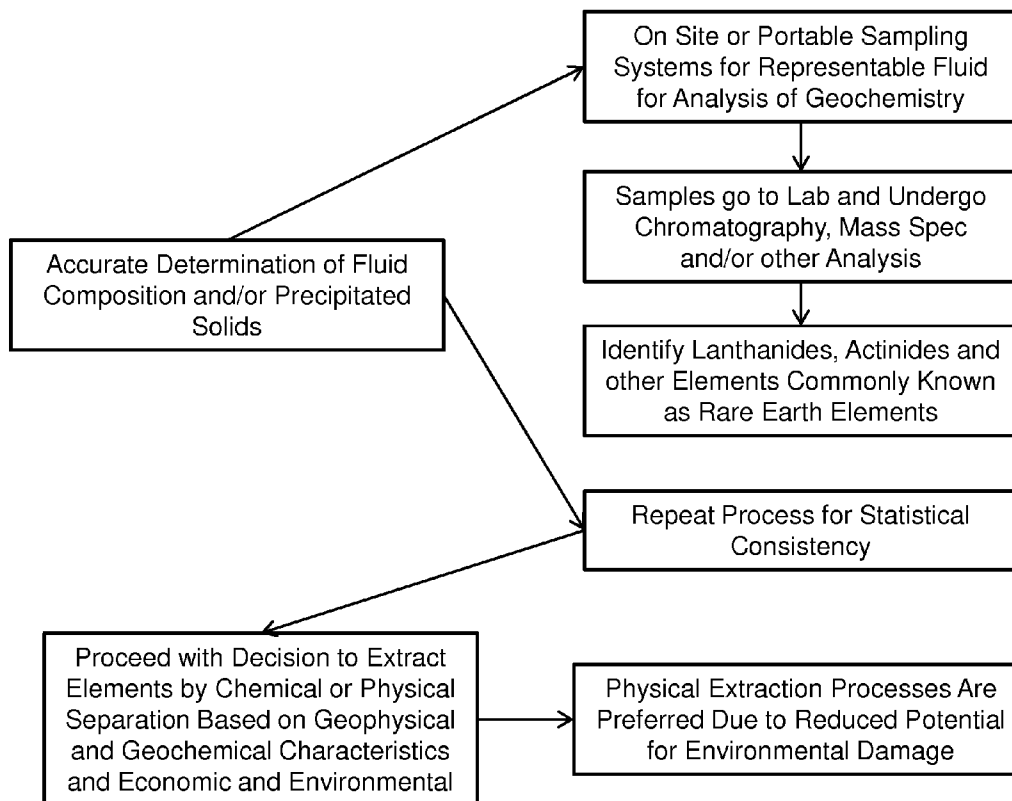 On Site or Portable Sampling
Systems for Representable Fluid
for Analysis of Geochemistry
Samples go to Lab and Undergo
Chromatography, Mass Spec
and/or other Analysis
Accurate Determination of Fluid
Composition and/or Precipitated
Solids
Identify Lanthanides, Actinides and
other Elements Commonly Known
as Rare Earth Elements
Repeat Process for Statistical
Consistency
Proceed with Decision to Extract
Elements by Chemical or Physical
Separation Based on Geophysical
and Geochemical Characteristics
and Economic and Environmental
Physical Extraction Processes Are
Preferred Due to Reduced Potential
for Environmental Damage